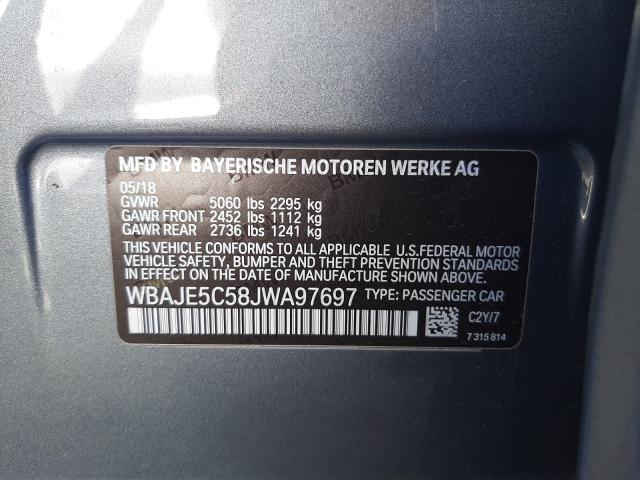 MFD BY BAYERISCHE MOTOREN WERKE AG
05/18
GVWR 5060 lbs 2295 kg
GAWR FRONT 2452 lbs 1112 kg
GAWR REAR 2736 lbs 1241 kg
THIS VEHICLE CONFORMS TO ALL APPLICABLE U.S.FEDERAL MOTOR
VEHICLE SAFETY, BUMPER AND THEFT PREVENTION STANDARDS
IN EFFECT ON THE DATE OF MANUFACTURE SHOWN ABOVE.
WBAJE5C58JWA97697 TYPE: PASSENGER CAR
C2Y/7
7 315 814